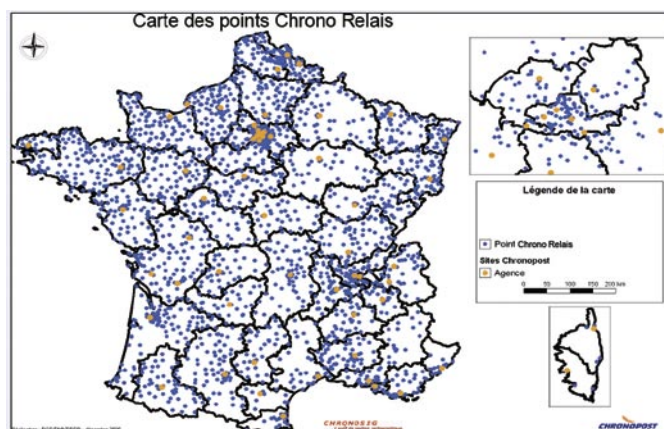 Carte des points Chrono Relais
Légende de la carte
Point Chrono Relais
Sites Chronopost
Agence
0 50 100 150 200 km
CHRONOSIG
CHRONOPOST